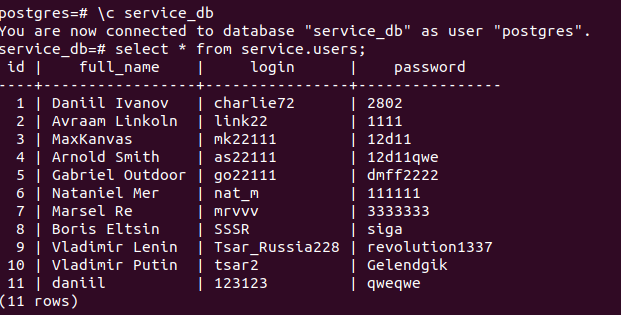 postgres=# \c service_db
You are now connected to database "service_db" as user "postgres".
service_db=# select * from service.users;
 id |    full_name    |     login      |    password
----+-----------------+----------------+---------------
  1 | Daniil Ivanov   | charlie72      | 2802
  2 | Avraam Linkoln  | link22         | 1111
  3 | MaxKanvas       | mk22111        | 12d11
  4 | Arnold Smith    | as22111        | 12d11qwe
  5 | Gabriel Outdoor | go22111        | dmff2222
  6 | Nataniel Mer    | nat_m          | 111111
  7 | Marsel Re       | mrvvv          | 3333333
  8 | Boris Eltsin    | SSSR           | siga
  9 | Vladimir Lenin  | Tsar_Russia228 | revolution1337
 10 | Vladimir Putin  | tsar2          | Gelendgik
 11 | daniil          | 123123         | qweqwe
(11 rows)